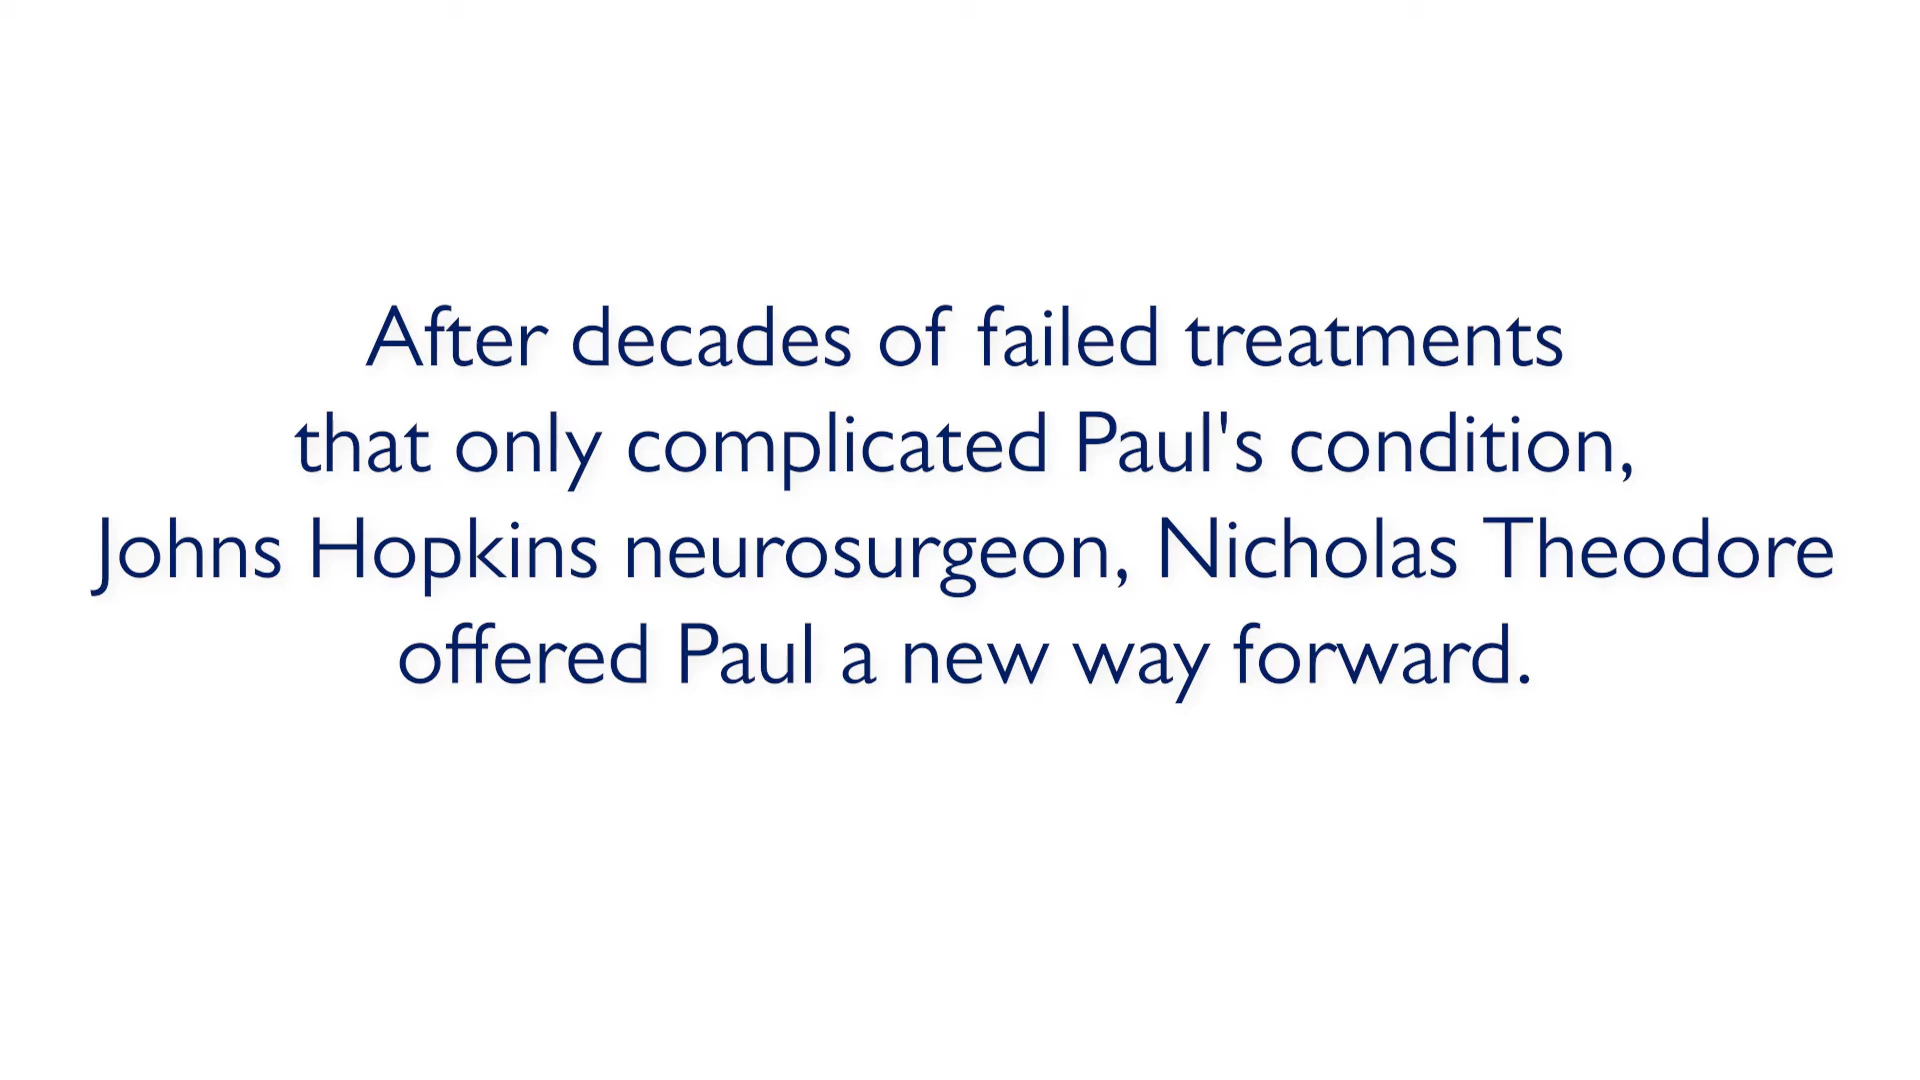 After decades of failed treatments
that only complicated Paul's condition,
Johns Hopkins neurosurgeon, Nicholas Theodore
offered Paul a new way forward.